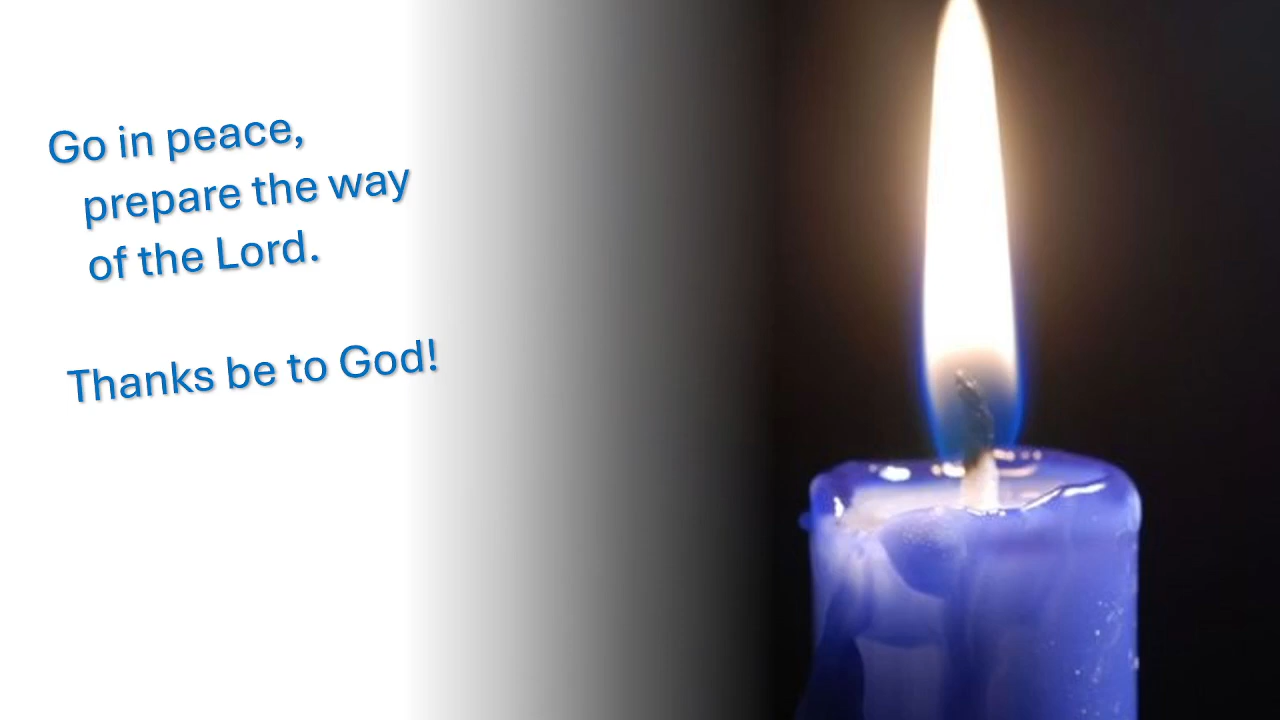 Go in peace,
prepare the way
of the Lord.
Thanks be to God!